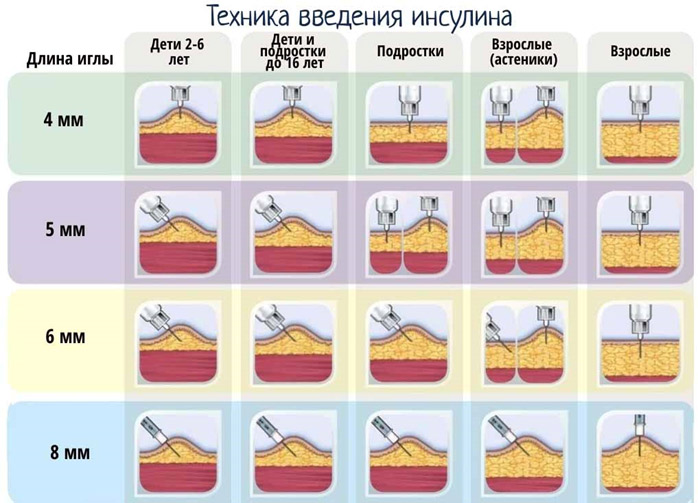 Техника введения инсулина
Длина иглы
Дети 2-6
лет
Дети и
подростки
до 16 лет
Подростки
Взрослые
(астеники)
Взрослые
4 мм
5 мм
6 мм
8 мм